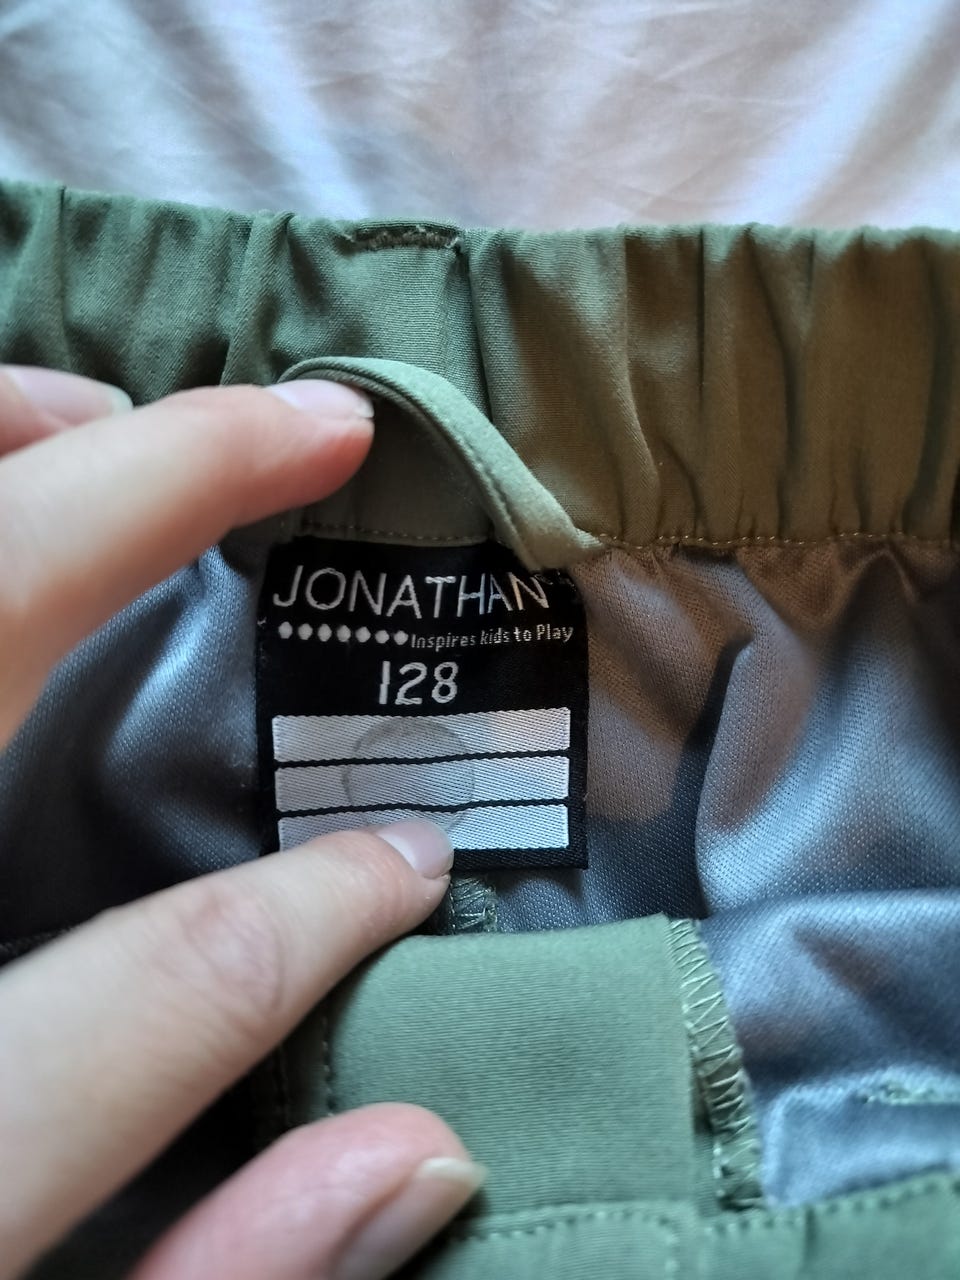 JONATHAN
Inspires kids to Play
128